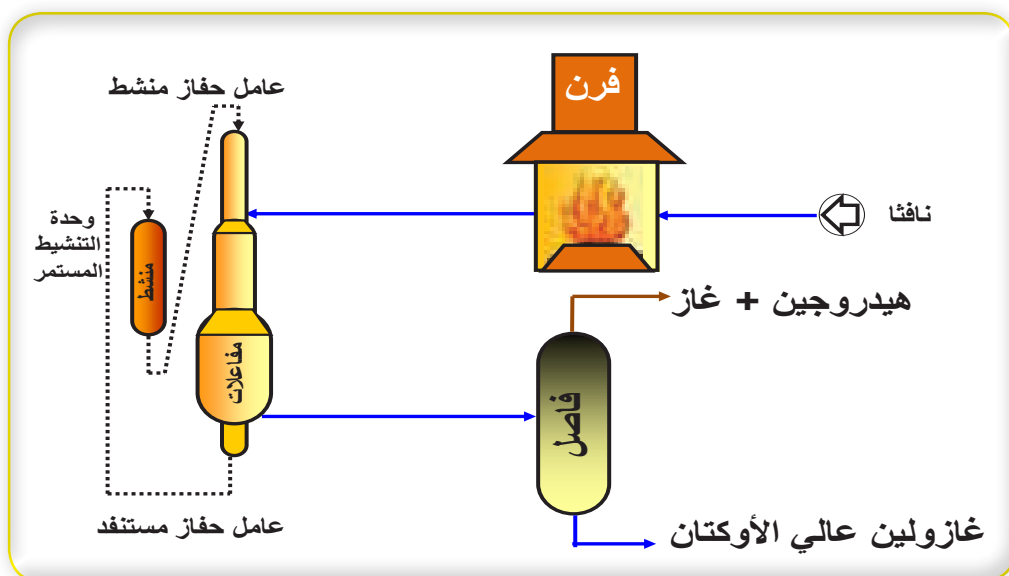 عامل حفاز منشط
فرن
نافثا
وحدة
التنشيط
المستمر
منشط
مفاعلات
هيدروجين + غاز
فاصل
عامل حفاز مستنفد
غازولين عالي الأوكتان